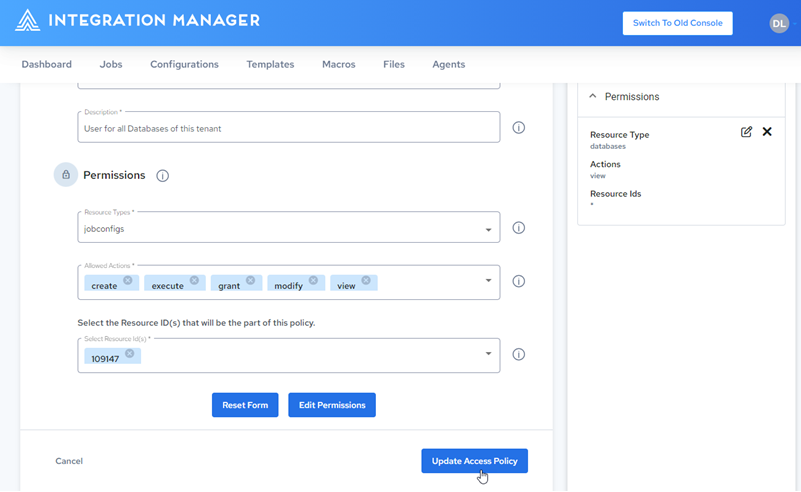 INTEGRATION MANAGER
Switch To Old Console
DL
Dashboard
Jobs
Configurations
Templates
Macros
Files
Agents
Description *
User for all Databases of this tenant
Permissions
Resource Types *
jobconfigs
Allowed Actions *
create
execute
grant
modify
view
Select the Resource ID(s) that will be the part of this policy.
Select Resource Id(s) *
109147
Reset Form
Edit Permissions
Cancel
Update Access Policy
Permissions
Resource Type
databases
Actions
view
Resource Ids
*